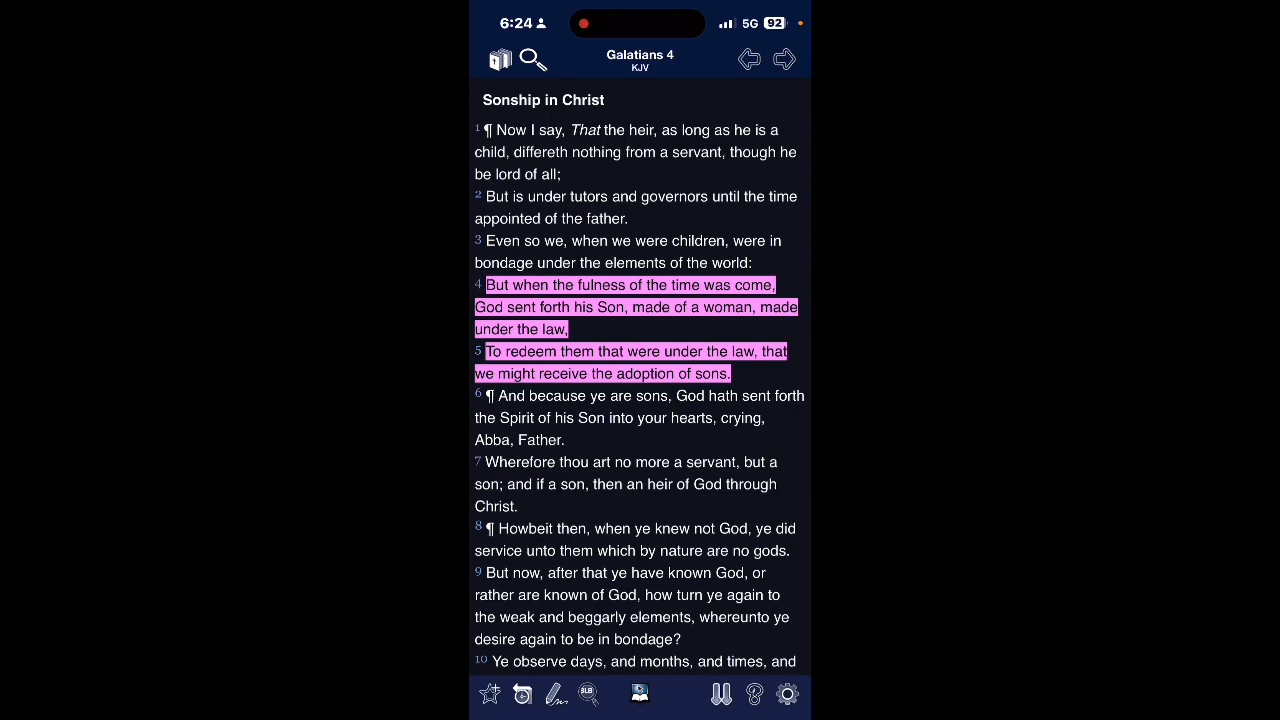 6:24
5G 92
Galatians 4
KJV
Sonship in Christ
1 ¶ Now I say, That the heir, as long as he is a
child, differeth nothing from a servant, though he
be lord of all;
2 But is under tutors and governors until the time
appointed of the father.
3 Even so we, when we were children, were in
bondage under the elements of the world:
4 But when the fulness of the time was come,
God sent forth his Son, made of a woman, made
under the law,
5 To redeem them that were under the law, that
we might receive the adoption of sons.
6 ¶ And because ye are sons, God hath sent forth
the Spirit of his Son into your hearts, crying,
Abba, Father.
7 Wherefore thou art no more a servant, but a
son; and if a son, then an heir of God through
Christ.
8 ¶ Howbeit then, when ye knew not God, ye did
service unto them which by nature are no gods.
9 But now, after that ye have known God, or
rather are known of God, how turn ye again to
the weak and beggarly elements, whereunto ye
desire again to be in bondage?
10 Ye observe days, and months, and times, and
SLB